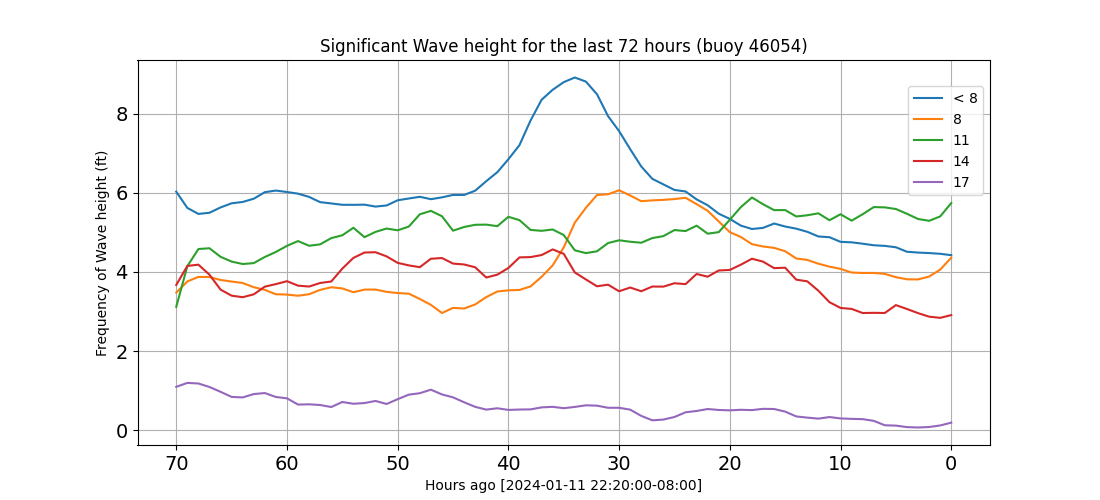 Significant Wave height for the last 72 hours (buoy 46054)
Frequency of Wave height (ft)
8
6
4
2
0
< 8
8
11
14
17
70 60 50 40 30 20 10 0
Hours ago [2024-01-11 22:20:00-08:00]